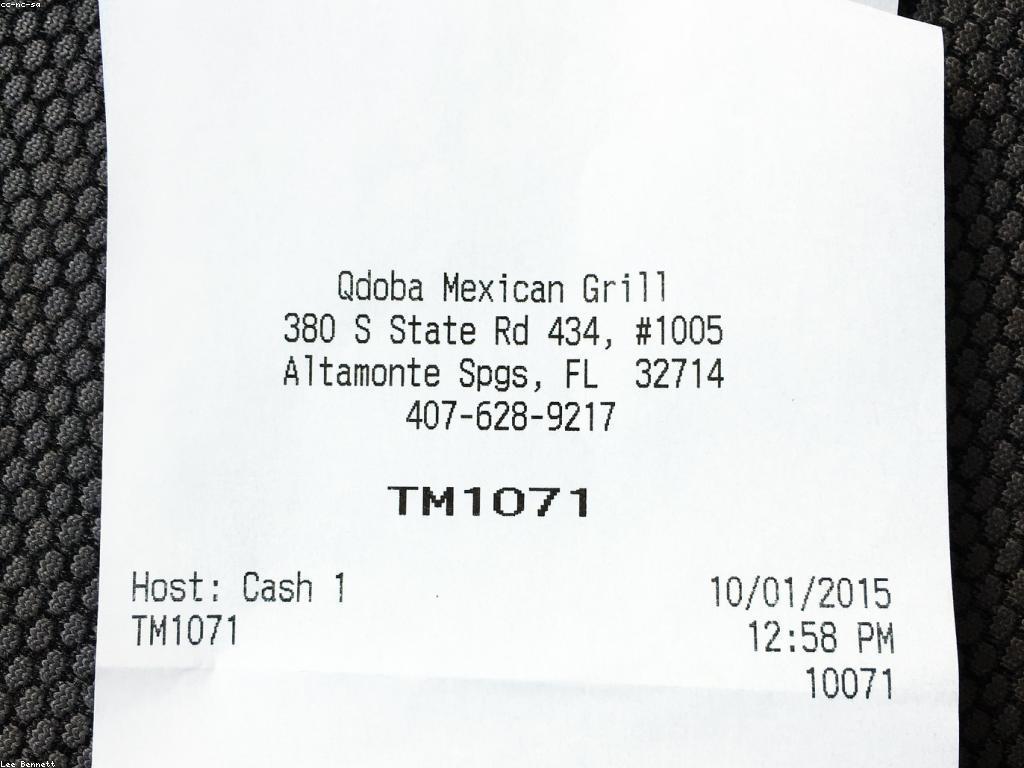 cc-nc-sa
Qdoba Mexican Grill
380 S State Rd 434, #1005
Altamonte Spgs, FL 32714
407-628-9217
TM1071
Host: Cash 1
10/01/2015
TM1071
12:58 PM
10071
Lee Bennett